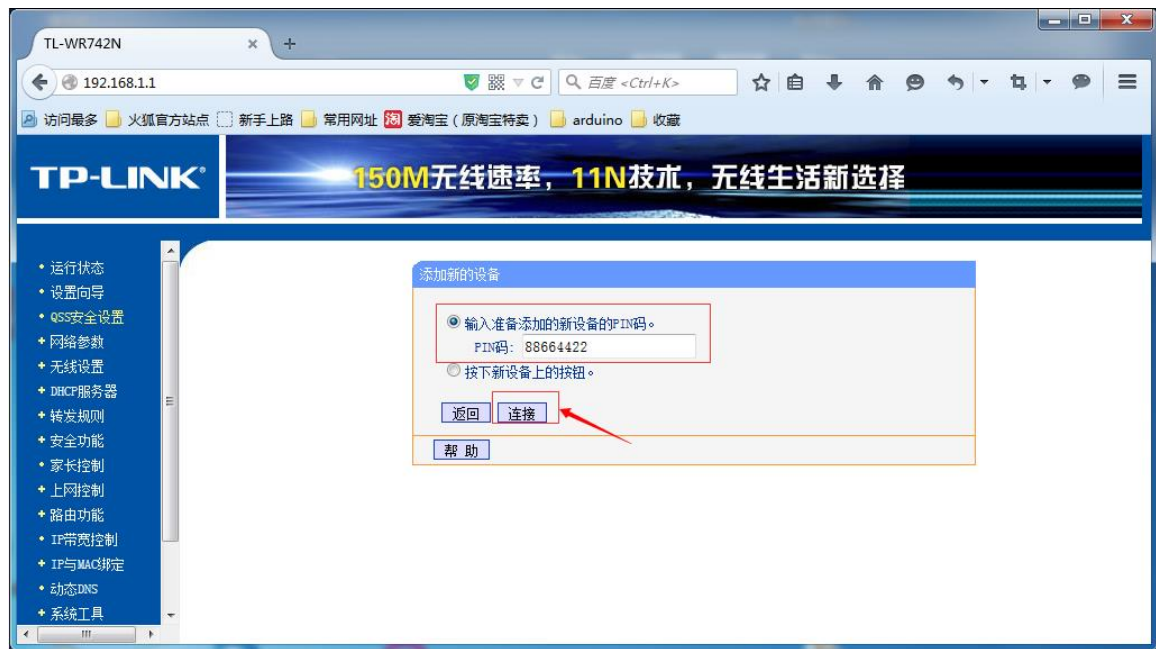 TL-WR742N
192.168.1.1
百度 <Ctrl+K>
访问最多 火狐官方站点 新手上路 常用网址 爱淘宝（原淘宝特卖） arduino 收藏
TP-LINK®
150M无线速率，11N技术，无线生活新选择
运行状态
设置向导
QSS安全设置
网络参数
无线设置
DHCP服务器
转发规则
安全功能
家长控制
上网控制
路由功能
IP带宽控制
IP与MAC绑定
动态DNS
系统工具
添加新的设备
输入准备添加的新设备的PIN码。
PIN码: 88664422
按下新设备上的按钮。
返回 连接
帮 助